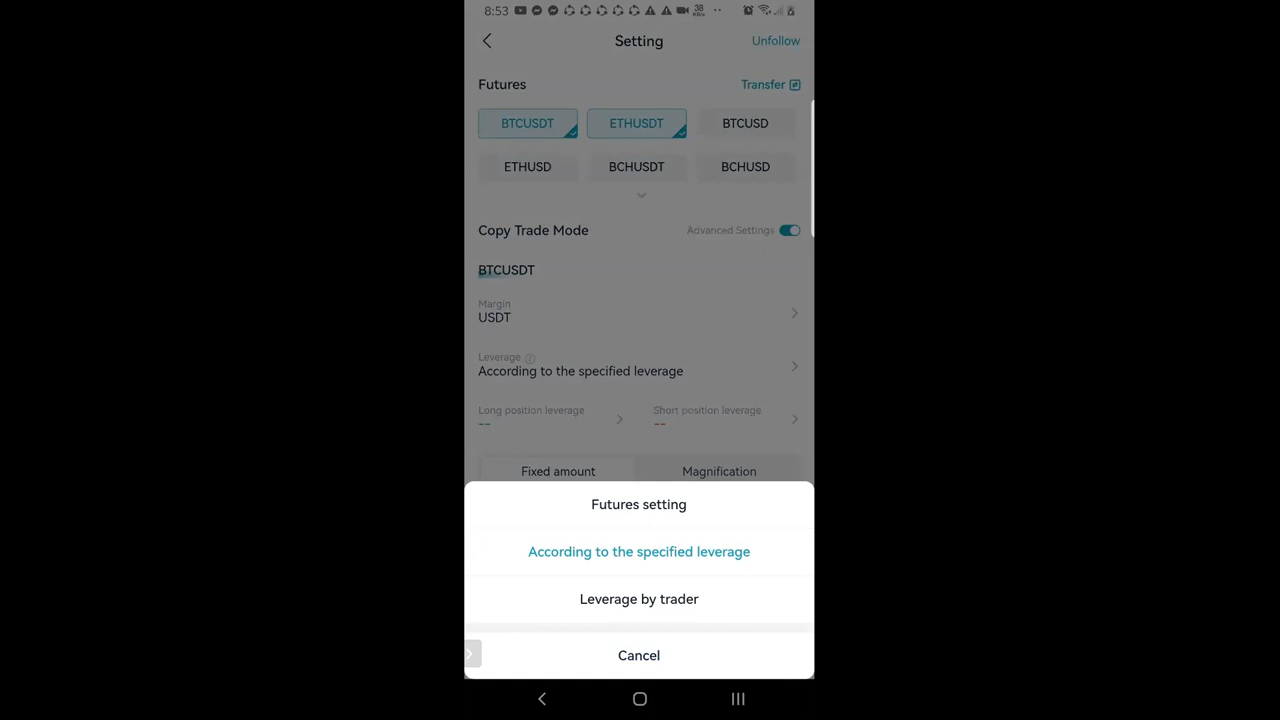 8:53 38 KB/s
Setting Unfollow
Futures Transfer
BTCUSDT ETHUSDT BTCUSD
ETHUSD BCHUSDT BCHUSD
Copy Trade Mode Advanced Settings
BTCUSDT
Margin
USDT
Leverage
According to the specified leverage
Long position leverage Short position leverage
-- --
Fixed amount Magnification
Futures setting
According to the specified leverage
Leverage by trader
Cancel